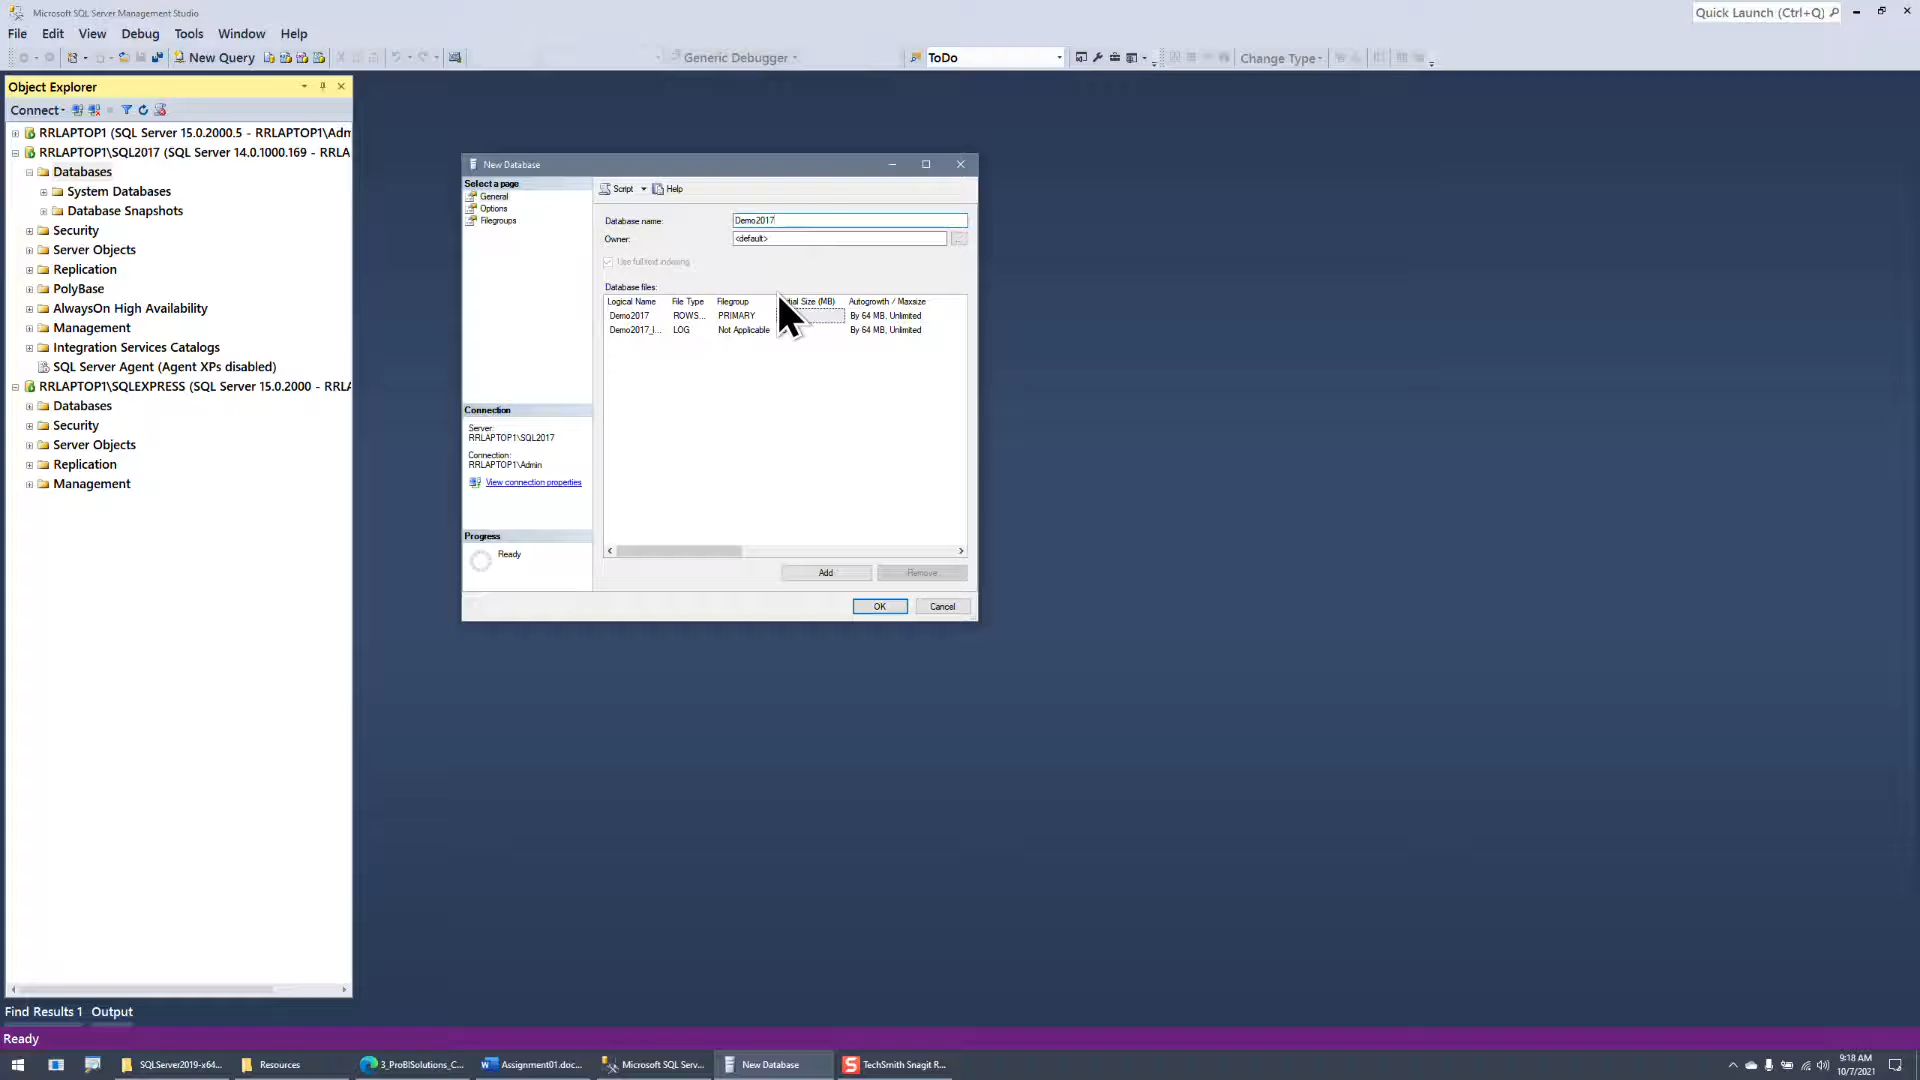 Microsoft SQL Server Management Studio
Quick Launch (Ctrl+Q)
File Edit View Debug Tools Window Help
New Query
Generic Debugger
ToDo
Change Type
Object Explorer
Connect
RRLAPTOP1 (SQL Server 15.0.2000.5 - RRLAPTOP1\Adm
RRLAPTOP1\SQL2017 (SQL Server 14.0.1000.169 - RRLA
Databases
System Databases
Database Snapshots
Security
Server Objects
Replication
PolyBase
AlwaysOn High Availability
Management
Integration Services Catalogs
SQL Server Agent (Agent XPs disabled)
RRLAPTOP1\SQLEXPRESS (SQL Server 15.0.2000 - RRLA
Databases
Security
Server Objects
Replication
Management
Find Results 1 Output
New Database
Select a page
General
Options
Filegroups
Connection
Server:
RRLAPTOP1\SQL2017
Connection:
RRLAPTOP1\Admin
View connection properties
Progress
Ready
Script Help
Database name: Demo2017
Owner: <default>
...
Use full-text indexing
Database files:
Logical Name File Type Filegroup Size (MB) Autogrowth / Maxsize
Demo2017 ROWS... PRIMARY By 64 MB, Unlimited
Demo2017_l... LOG Not Applicable By 64 MB, Unlimited
Add Remove
OK Cancel
Ready
SQLServer2019-x64... Resources 3_ProBISolutions_C... Assignment01.doc... Microsoft SQL Serv... New Database TechSmith Snagit R...
9:18 AM
10/7/2021